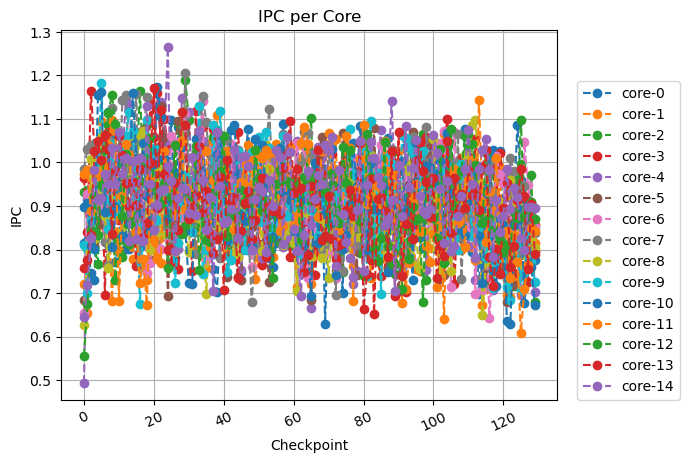 IPC per Core
1.3
1.2
1.1
1.0
0.9
0.8
0.7
0.6
0.5
IPC
0
20
40
60
80
100
120
Checkpoint
core-0
core-1
core-2
core-3
core-4
core-5
core-6
core-7
core-8
core-9
core-10
core-11
core-12
core-13
core-14